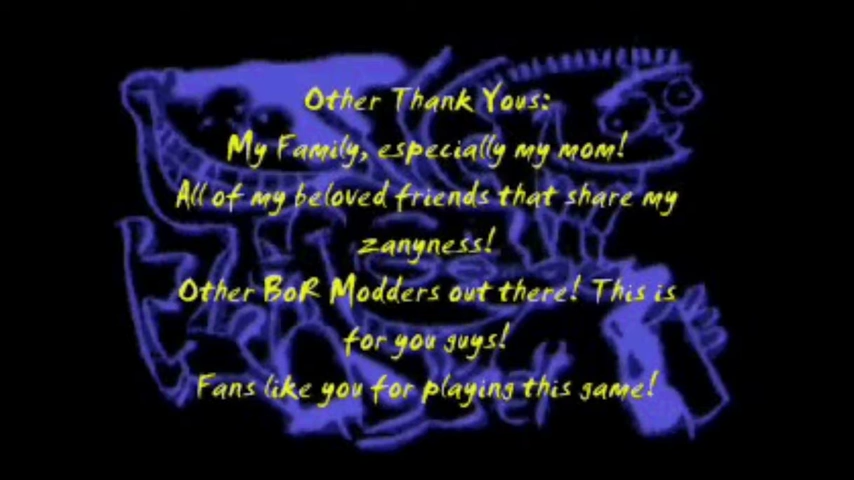 Other Thank Yous:
My Family, especially my mom!
All of my beloved friends that share my
zanyness!
Other BoR Modders out there! This is
for you guys!
Fans like you for playing this game!